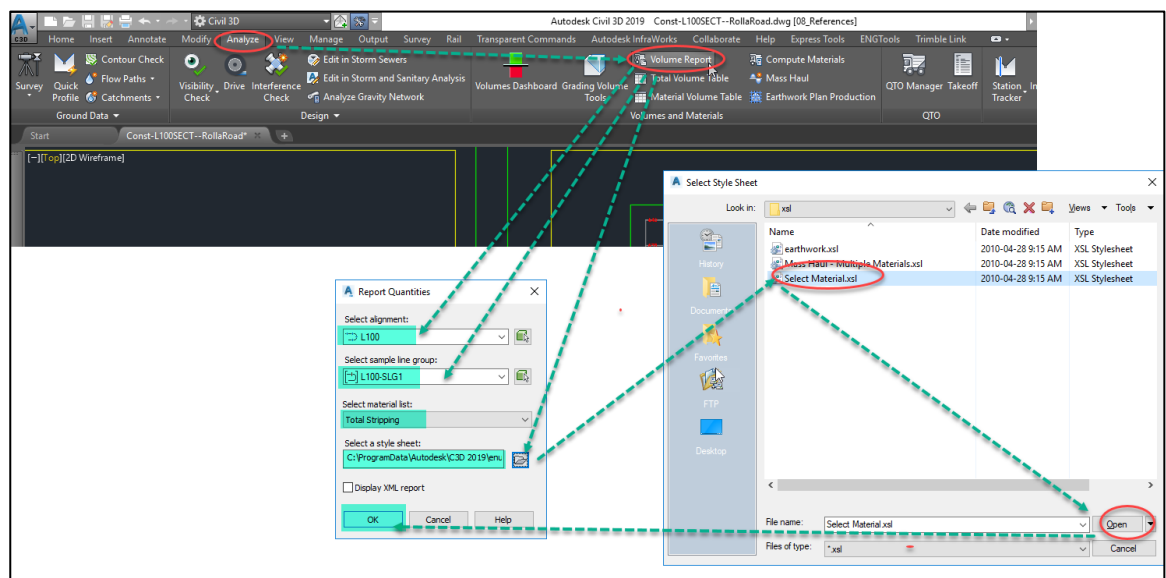 Civil 3D
Autodesk Civil 3D 2019 Const-L100SECT--RollaRoad.dwg [08_References]
C3D
Home Insert Annotate Modify Analyze View Manage Output Survey Rail Transparent Commands Autodesk InfraWorks Collaborate Help Express Tools ENGTools Trimble Link
Contour Check Edit in Storm Sewers Volume Report Compute Materials
Flow Paths Edit in Storm and Sanitary Analysis Total Volume Table Mass Haul
Survey Quick Profile Catchments Visibility Check Drive Interference Check Analyze Gravity Network Volumes Dashboard Grading Volume Tools Material Volume Table Earthwork Plan Production QTO Manager Takeoff Station Tracker In
Ground Data Design Volumes and Materials QTO
Start Const-L100SECT--RollaRoad* +
[-][Top][2D Wireframe]
Select Style Sheet
Look in: xsl Views Tools
Name Date modified Type
earthwork.xsl 2010-04-28 9:15 AM XSL Stylesheet
Mass Haul - Multiple Materials.xsl 2010-04-28 9:15 AM XSL Stylesheet
Select Material.xsl 2010-04-28 9:15 AM XSL Stylesheet
History
Documents
Favorites
FTP
Desktop
File name: Select Material.xsl Open
Files of type: *.xsl Cancel
Report Quantities
Select alignment:
L100
Select sample line group:
L100-SLG1
Select material list:
Total Stripping
Select a style sheet:
C:\ProgramData\Autodesk\C3D 2019\enu
Display XML report
OK Cancel Help